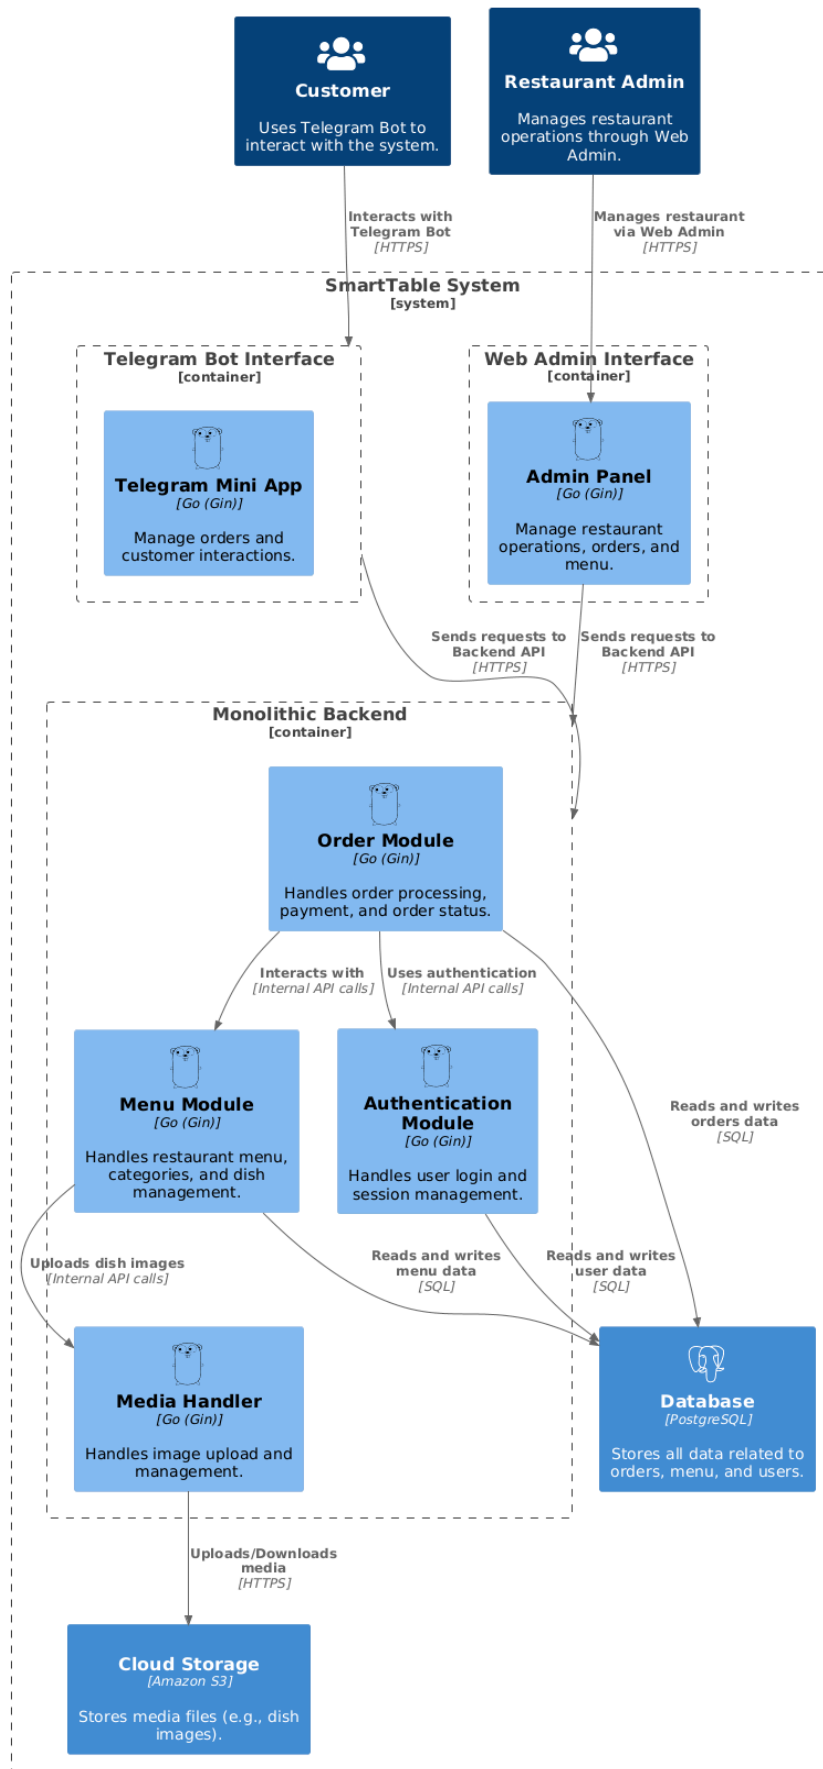 Customer
Uses Telegram Bot to
interact with the system.
Restaurant Admin
Manages restaurant
operations through Web
Admin.
Interacts with
Telegram Bot
[HTTPS]
Manages restaurant
via Web Admin
[HTTPS]
SmartTable System
[system]
Telegram Bot Interface
[container]
Telegram Mini App
[Go (Gin)]
Manage orders and
customer interactions.
Web Admin Interface
[container]
Admin Panel
[Go (Gin)]
Manage restaurant
operations, orders, and
menu.
Sends requests to
Backend API
[HTTPS]
Sends requests to
Backend API
[HTTPS]
Monolithic Backend
[container]
Order Module
[Go (Gin)]
Handles order processing,
payment, and order status.
Interacts with
[Internal API calls]
Uses authentication
[Internal API calls]
Menu Module
[Go (Gin)]
Handles restaurant menu,
categories, and dish
management.
Authentication
Module
[Go (Gin)]
Handles user login and
session management.
Reads and writes
orders data
[SQL]
Uploads dish images
[Internal API calls]
Reads and writes
menu data
[SQL]
Reads and writes
user data
[SQL]
Media Handler
[Go (Gin)]
Handles image upload and
management.
Database
[PostgreSQL]
Stores all data related to
orders, menu, and users.
Uploads/Downloads
media
[HTTPS]
Cloud Storage
[Amazon S3]
Stores media files (e.g., dish
images).